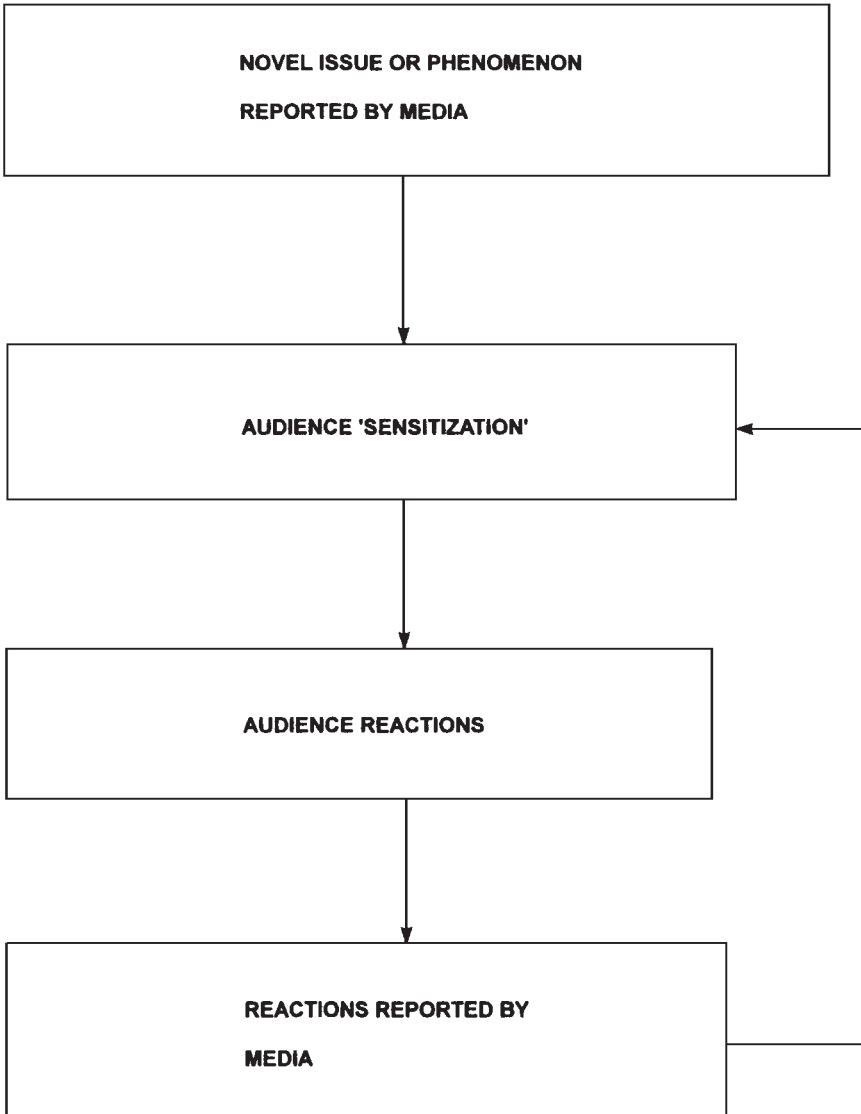 NOVEL ISSUE OR PHENOMENON
REPORTED BY MEDIA
AUDIENCE 'SENSITIZATION'
AUDIENCE REACTIONS
REACTIONS REPORTED BY
MEDIA